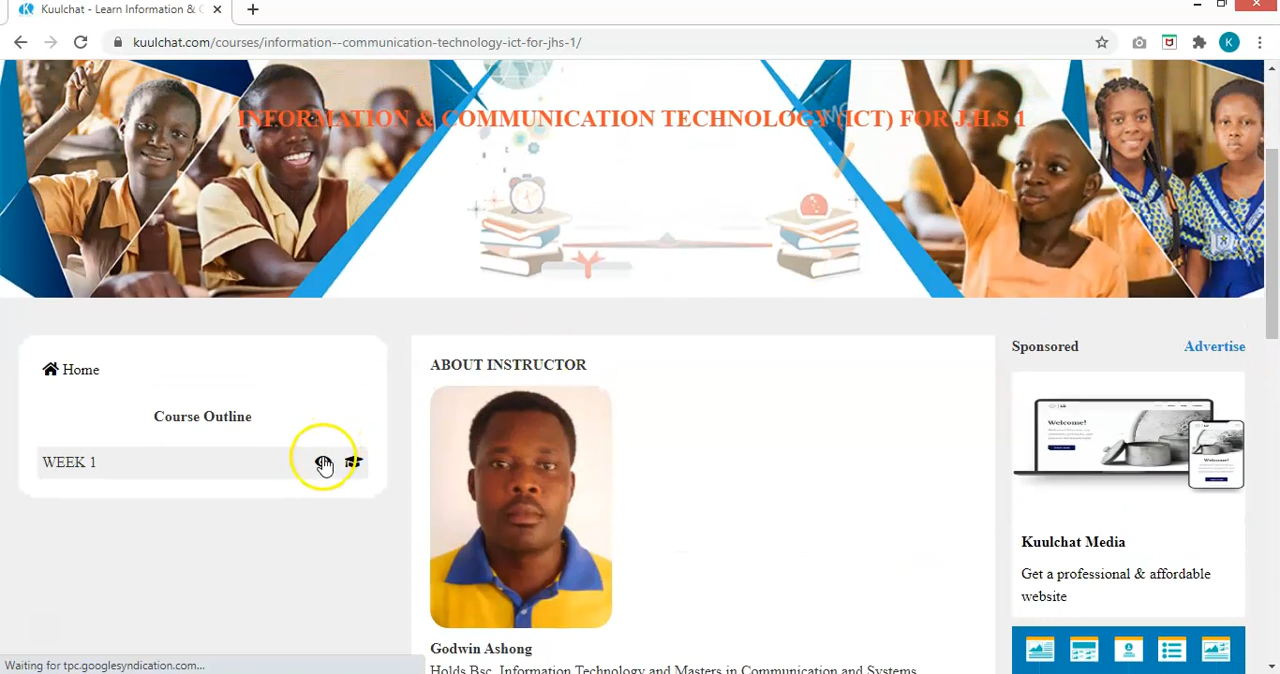 Kuulchat - Learn Information & C
kuulchat.com/courses/information--communication-technology-ict-for-jhs-1/
K
INFORMATION & COMMUNICATION TECHNOLOGY (ICT) FOR J.H.S 1
Home
Course Outline
WEEK 1
ABOUT INSTRUCTOR
Godwin Ashong
Holds Bsc. Information Technology and Masters in Communication and Systems
Sponsored Advertise
Welcome!
Welcome!
Kuulchat Media
Get a professional & affordable
website
Waiting for tpc.googlesyndication.com...